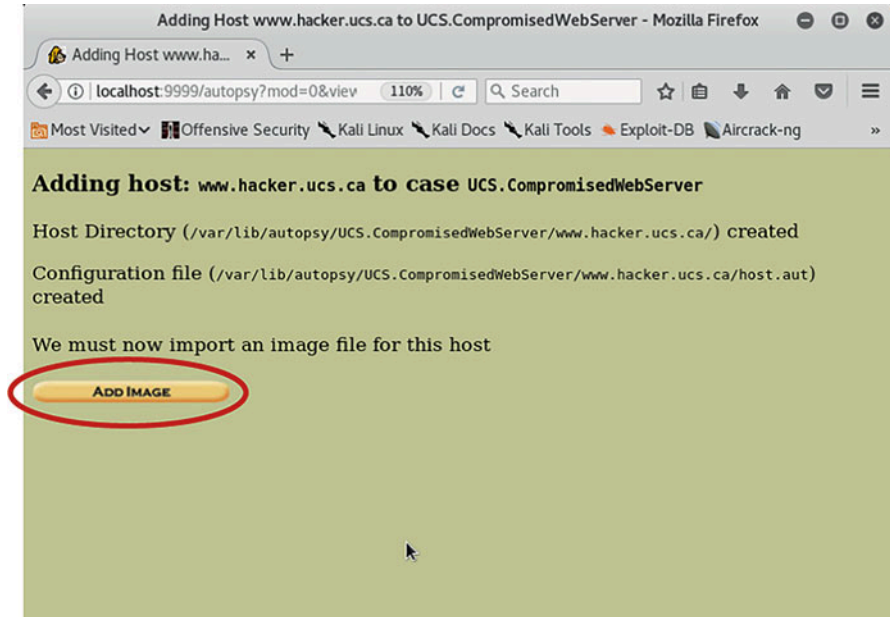 Adding Host www.hacker.ucs.ca to UCS.CompromisedWebServer - Mozilla Firefox
Adding Host www.ha... × +
localhost:9999/autopsy?mod=0&view 110% Search
Most Visited Offensive Security Kali Linux Kali Docs Kali Tools Exploit-DB Aircrack-ng »
Adding host: www.hacker.ucs.ca to case UCS.CompromisedWebServer
Host Directory (/var/lib/autopsy/UCS.CompromisedWebServer/www.hacker.ucs.ca/) created
Configuration file (/var/lib/autopsy/UCS.CompromisedWebServer/www.hacker.ucs.ca/host.aut)
created
We must now import an image file for this host
ADD IMAGE